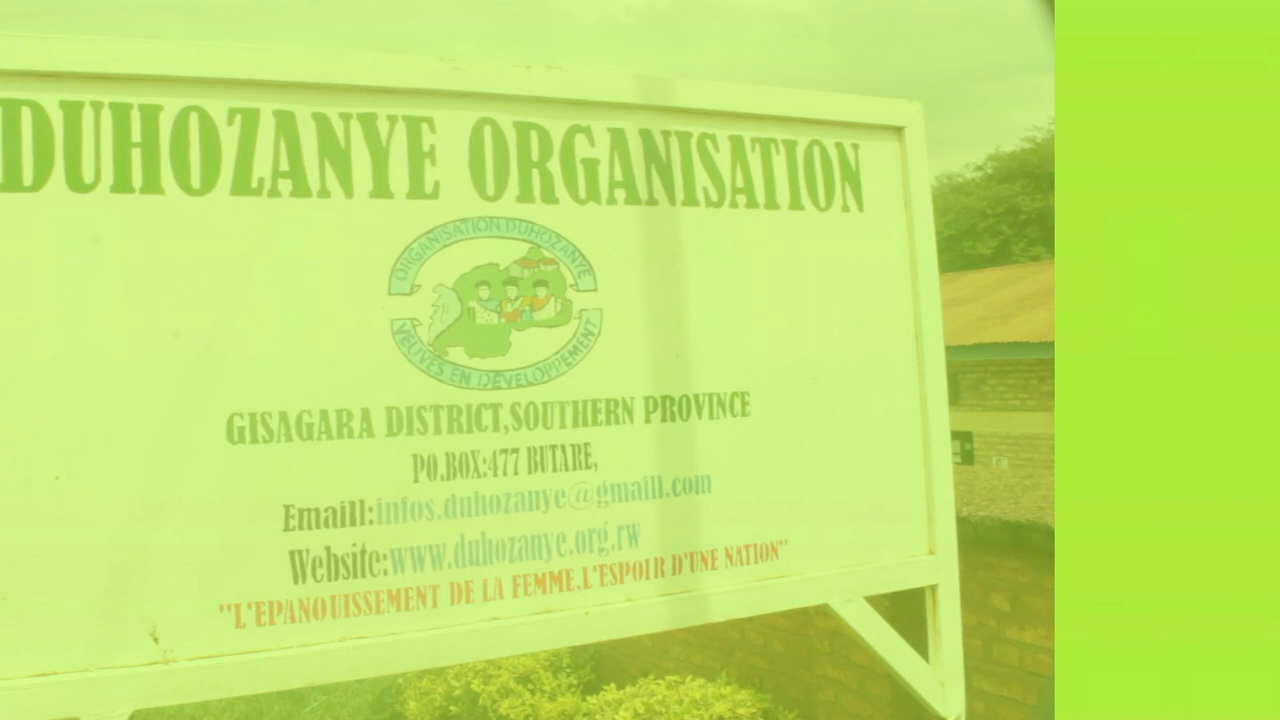 DUHOZANYE ORGANISATION
ORGANISATION DUHOZANYE
VEUVES EN DEVELOPPEMENT
GISAGARA DISTRICT,SOUTHERN PROVINCE
PO.BOX:477 BUTARE,
Emaill:infos.dnhozanye@gmaill.com
Website:www.duhozanye.org.rw
"L'EPANOUISSEMENT DE LA FEMME,L'ESPOIR D'UNE NATION"